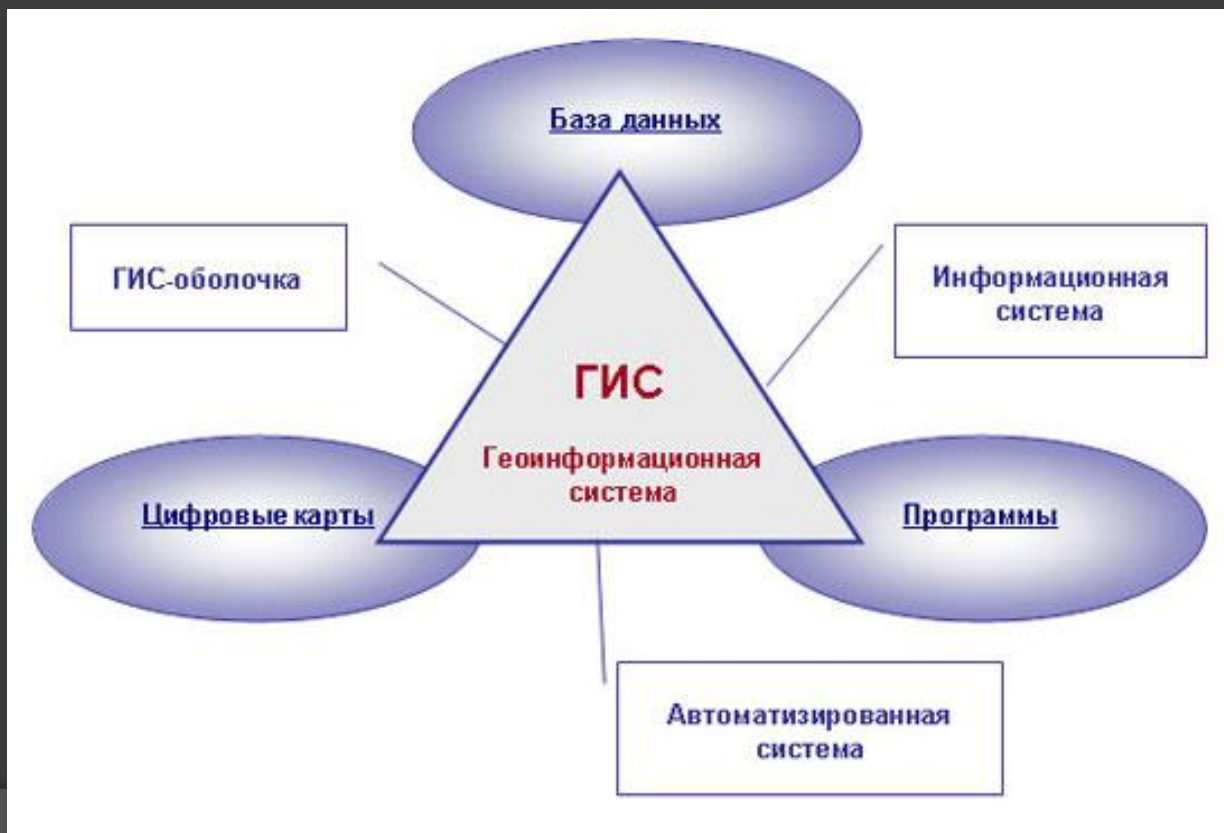 База данных
ГИС-оболочка
Информационная
система
ГИС
Геоинформационная
система
Цифровые карты
Программы
Автоматизированная
система